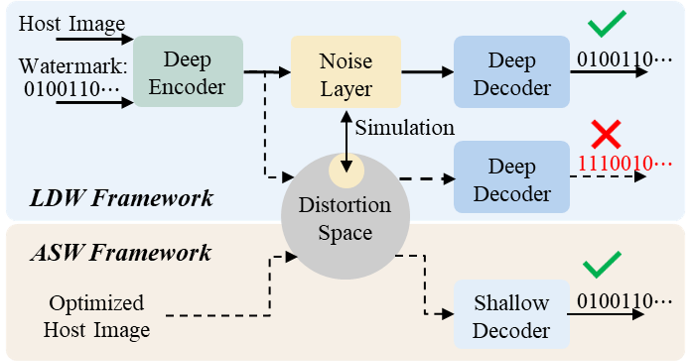 Host Image
Watermark:
0100110⋯
Deep
Encoder
Noise
Layer
Deep
Decoder
0100110⋯
Simulation
Deep
Decoder
1110010⋯
LDW Framework
Distortion
Space
ASW Framework
Optimized
Host Image
Shallow
Decoder
0100110⋯